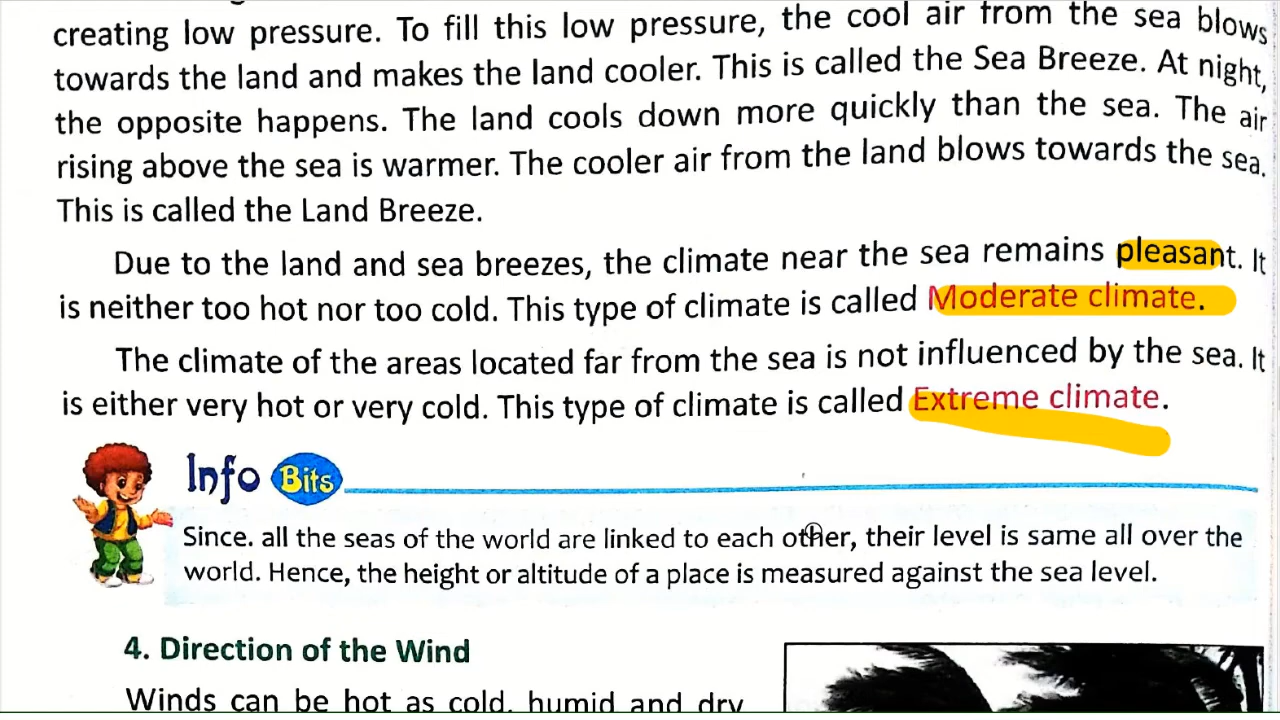 creating low pressure. To fill this low pressure, the cool air from the sea blows
towards the land and makes the land cooler. This is called the Sea Breeze. At night,
the opposite happens. The land cools down more quickly than the sea. The air
rising above the sea is warmer. The cooler air from the land blows towards the sea.
This is called the Land Breeze.
Due to the land and sea breezes, the climate near the sea remains pleasant. It
is neither too hot nor too cold. This type of climate is called Moderate climate.
The climate of the areas located far from the sea is not influenced by the sea. It
is either very hot or very cold. This type of climate is called Extreme climate.
Info Bits
Since. all the seas of the world are linked to each other, their level is same all over the
world. Hence, the height or altitude of a place is measured against the sea level.
4. Direction of the Wind
Winds can be hot as cold, humid and dry